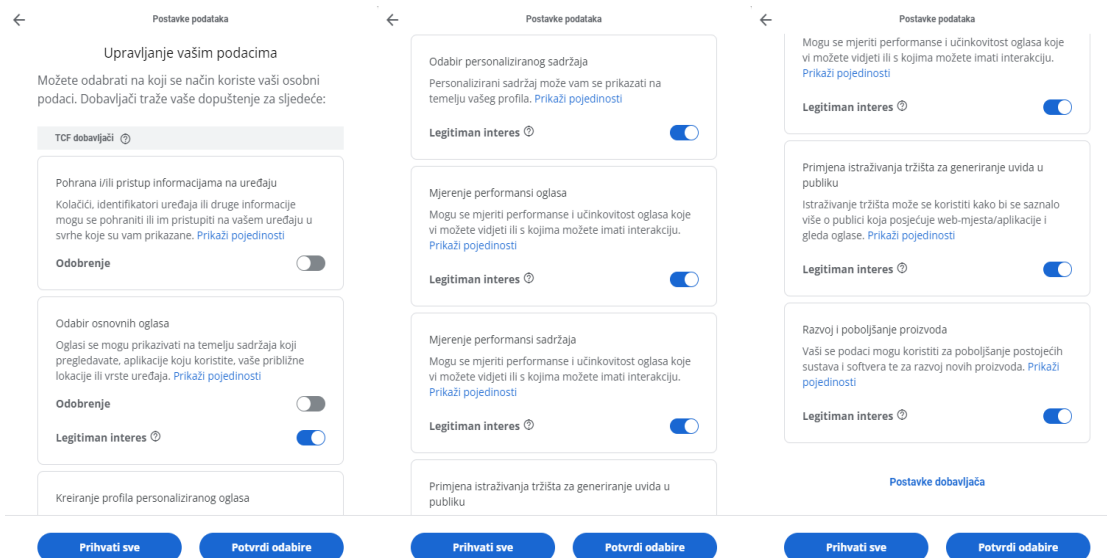 Postavke podataka
Upravljanje vašim podacima
Možete odabrati na koji se način koriste vaši osobni
podaci. Dobavljači traže vaše dopuštenje za sljedeće:
TCF dobavljači
Pohrana i/ili pristup informacijama na uređaju
Kolačići, identifikatori uređaja ili druge informacije
mogu se pohraniti ili im pristupiti na vašem uređaju u
svrhe koje su vam prikazane. Prikaži pojedinosti
Odobrenje
Odabir osnovnih oglasa
Oglasi se mogu prikazivati na temelju sadržaja koji
pregledavate, aplikacije koju koristite, vaše približne
lokacije ili vrste uređaja. Prikaži pojedinosti
Odobrenje
Legitiman interes
Kreiranje profila personaliziranog oglasa
Prihvati sve
Potvrdi odabire
Postavke podataka
Odabir personaliziranog sadržaja
Personalizirani sadržaj može vam se prikazati na
temelju vašeg profila. Prikaži pojedinosti
Legitiman interes
Mjerenje performansi oglasa
Mogu se mjeriti performanse i učinkovitost oglasa koje
vi možete vidjeti ili s kojima možete imati interakciju.
Prikaži pojedinosti
Legitiman interes
Mjerenje performansi sadržaja
Mogu se mjeriti performanse i učinkovitost oglasa koje
vi možete vidjeti ili s kojima možete imati interakciju.
Prikaži pojedinosti
Legitiman interes
Primjena istraživanja tržišta za generiranje uvida u
publiku
Prihvati sve
Potvrdi odabire
Postavke podataka
Mogu se mjeriti performanse i učinkovitost oglasa koje
vi možete vidjeti ili s kojima možete imati interakciju.
Prikaži pojedinosti
Legitiman interes
Primjena istraživanja tržišta za generiranje uvida u
publiku
Istraživanje tržišta može se koristiti kako bi se saznalo
više o publici koja posjećuje web-mjesta/aplikacije i
gleda oglase. Prikaži pojedinosti
Legitiman interes
Razvoj i poboljšanje proizvoda
Vaši se podaci mogu koristiti za poboljšanje postojećih
sustava i softvera te za razvoj novih proizvoda. Prikaži
pojedinosti
Legitiman interes
Postavke dobavljača
Prihvati sve
Potvrdi odabire